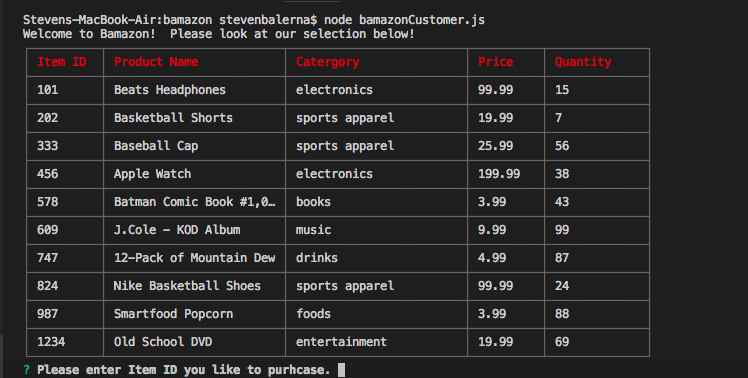 Stevens-MacBook-Air:bamazon stevenbalerna$ node bamazonCustomer.js
Welcome to Bamazon!  Please look at our selection below!
Item ID Product Name Catergory Price Quantity
101 Beats Headphones electronics 99.99 15
202 Basketball Shorts sports apparel 19.99 7
333 Baseball Cap sports apparel 25.99 56
456 Apple Watch electronics 199.99 38
578 Batman Comic Book #1,0… books 3.99 43
609 J.Cole - KOD Album music 9.99 99
747 12-Pack of Mountain Dew drinks 4.99 87
824 Nike Basketball Shoes sports apparel 99.99 24
987 Smartfood Popcorn foods 3.99 88
1234 Old School DVD entertainment 19.99 69
? Please enter Item ID you like to purhcase.